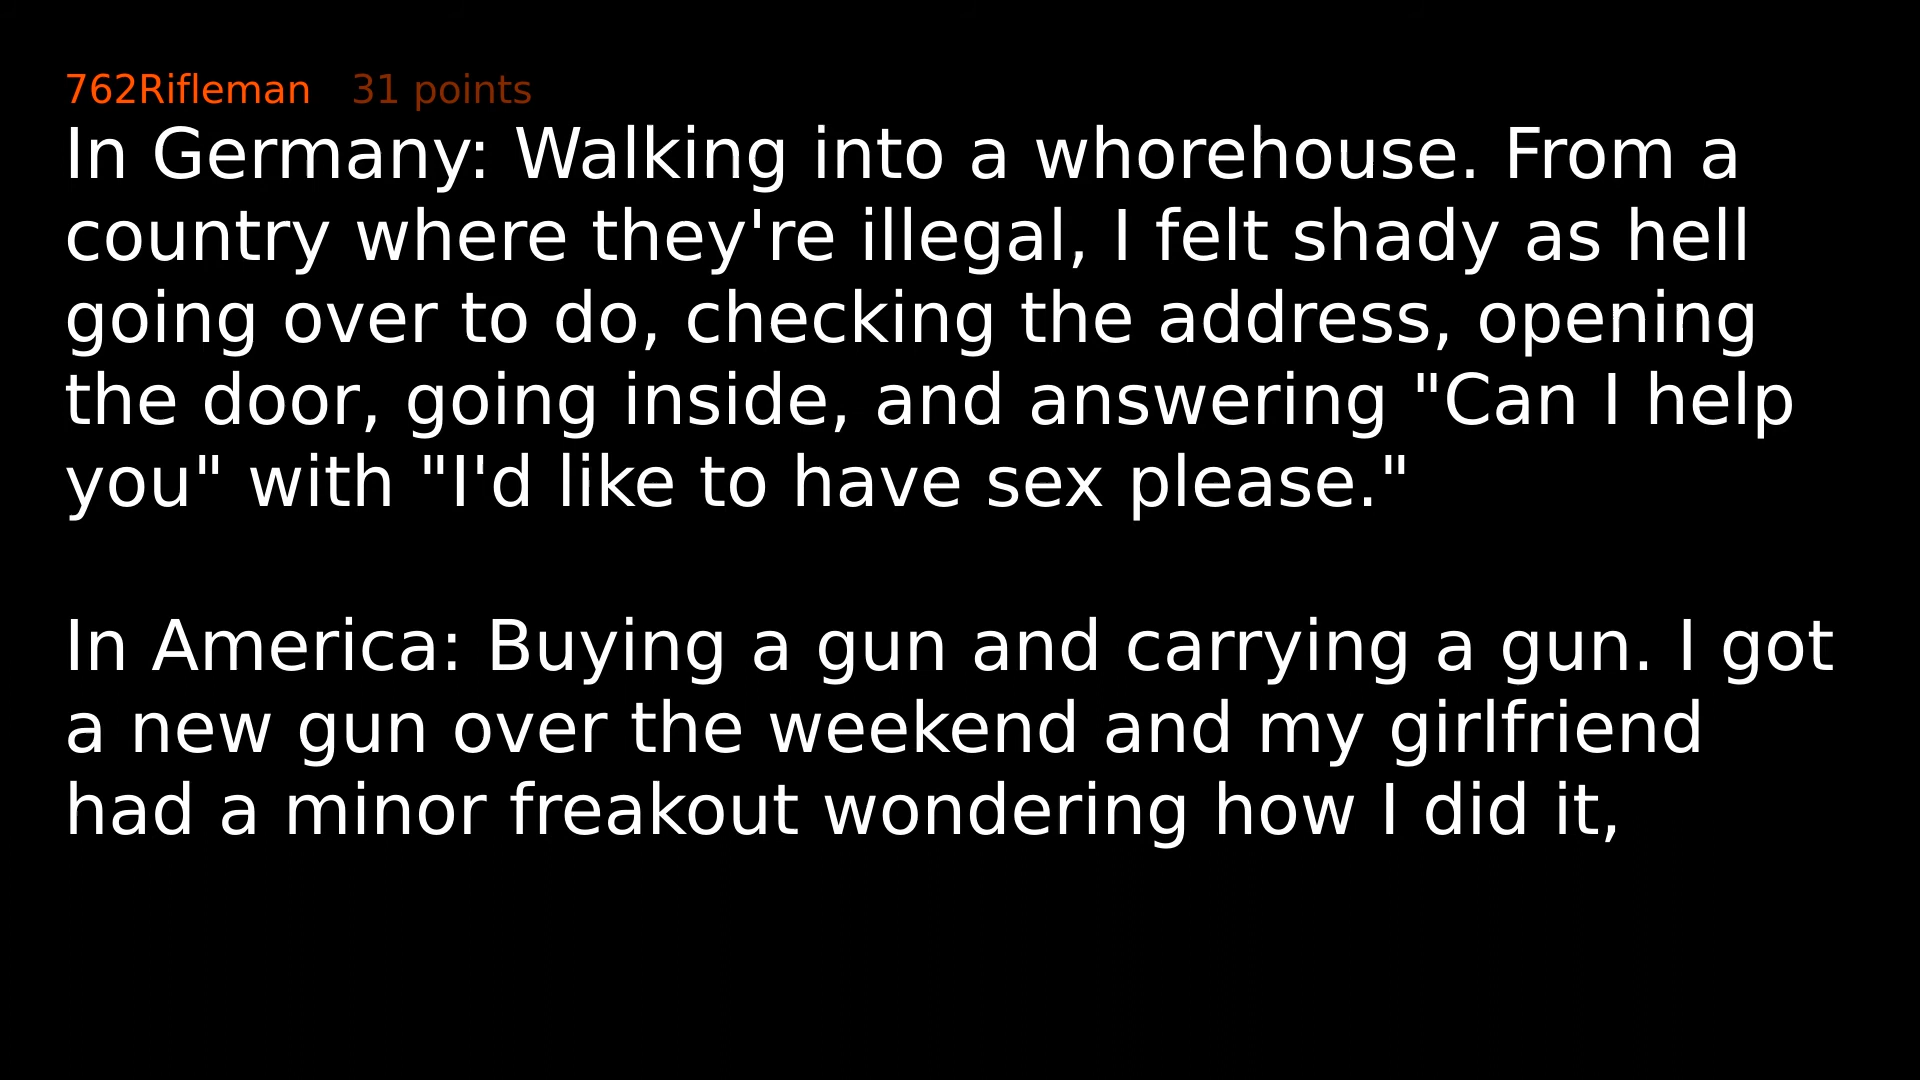 762Rifleman 31 points
In Germany: Walking into a whorehouse. From a
country where they're illegal, I felt shady as hell
going over to do, checking the address, opening
the door, going inside, and answering "Can I help
you" with "I'd like to have sex please."
In America: Buying a gun and carrying a gun. I got
a new gun over the weekend and my girlfriend
had a minor freakout wondering how I did it,